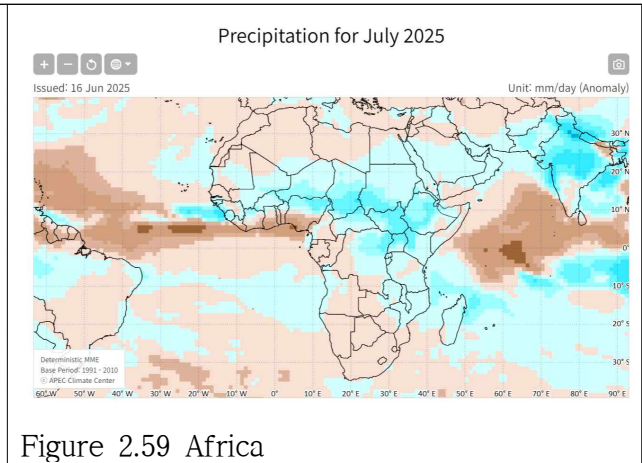 Precipitation for July 2025
Issued: 16 Jun 2025
Unit: mm/day (Anomaly)
30° N
20° N
10° N
0°
10° S
20° S
30° S
Deterministic MME
Base Period: 1991 - 2010
© APEC Climate Center
60° W 50° W 40° W 30° W 20° W 10° W 0° 10° E 20° E 30° E 40° E 50° E 60° E 70° E 80° E 90° E
Figure 2.59 Africa